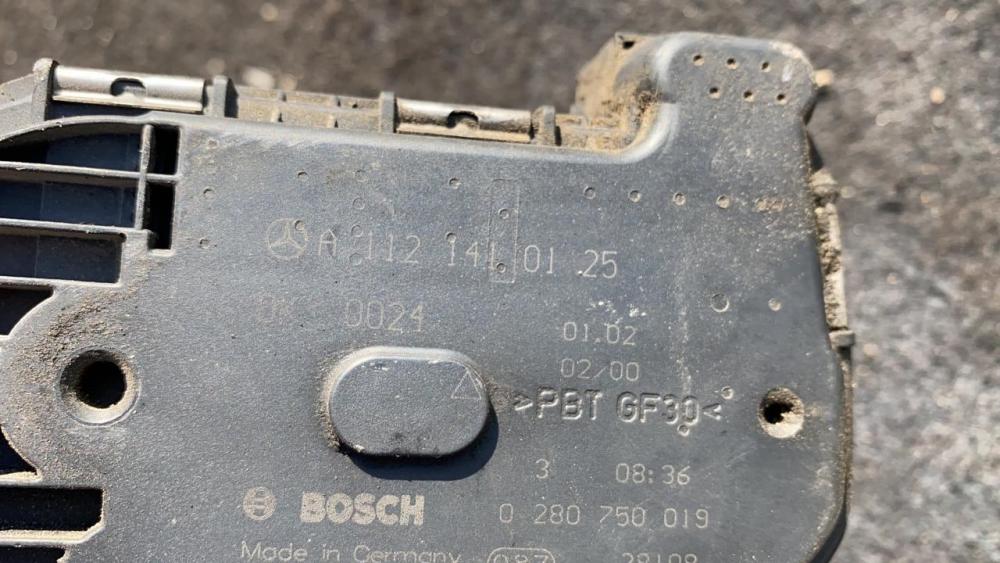 A 112 141 01 25
0024
01.02
02/00
>PBT GF30<
3 08:36
BOSCH 0 280 750 019
Made in Germany 087